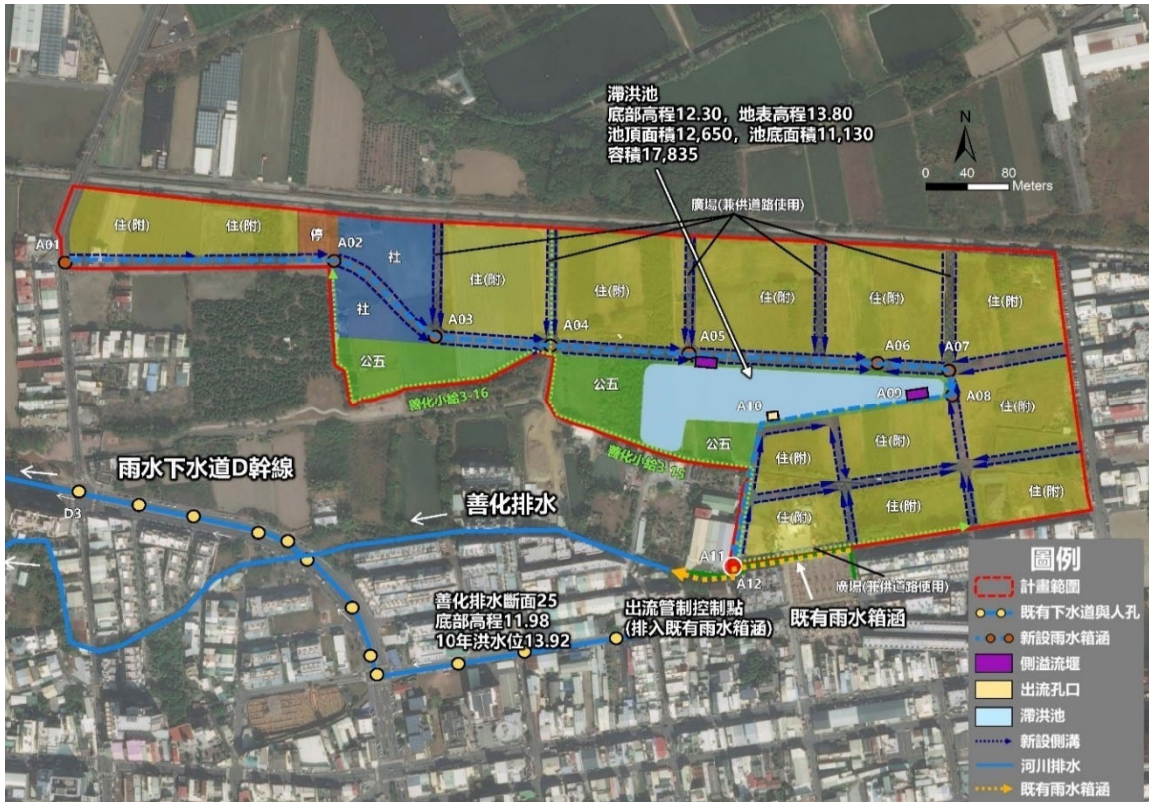 滯洪池
底部高程12.30，地表高程13.80
池頂面積12,650，池底面積11,130
容積17,835
N
0 40 80
Meters
廣場(兼供道路使用)
住(附)
住(附)
停
A01
A02
社
社
住(附)
住(附)
住(附)
住(附)
住(附)
A03
A04
A05
A06
A07
A08
A09
A10
公五
公五
公五
善化小給3-16
善化小給3-15
住(附)
住(附)
住(附)
住(附)
住(附)
住(附)
住(附)
雨水下水道D幹線
D3
善化排水
A11
A12
廣場(兼供道路使用)
善化排水斷面25
底部高程11.98
10年洪水位13.92
出流管制控制點
(排入既有雨水箱涵)
既有雨水箱涵
圖例
計畫範圍
既有下水道與人孔
新設雨水箱涵
側溢流堰
出流孔口
滯洪池
新設側溝
河川排水
既有雨水箱涵